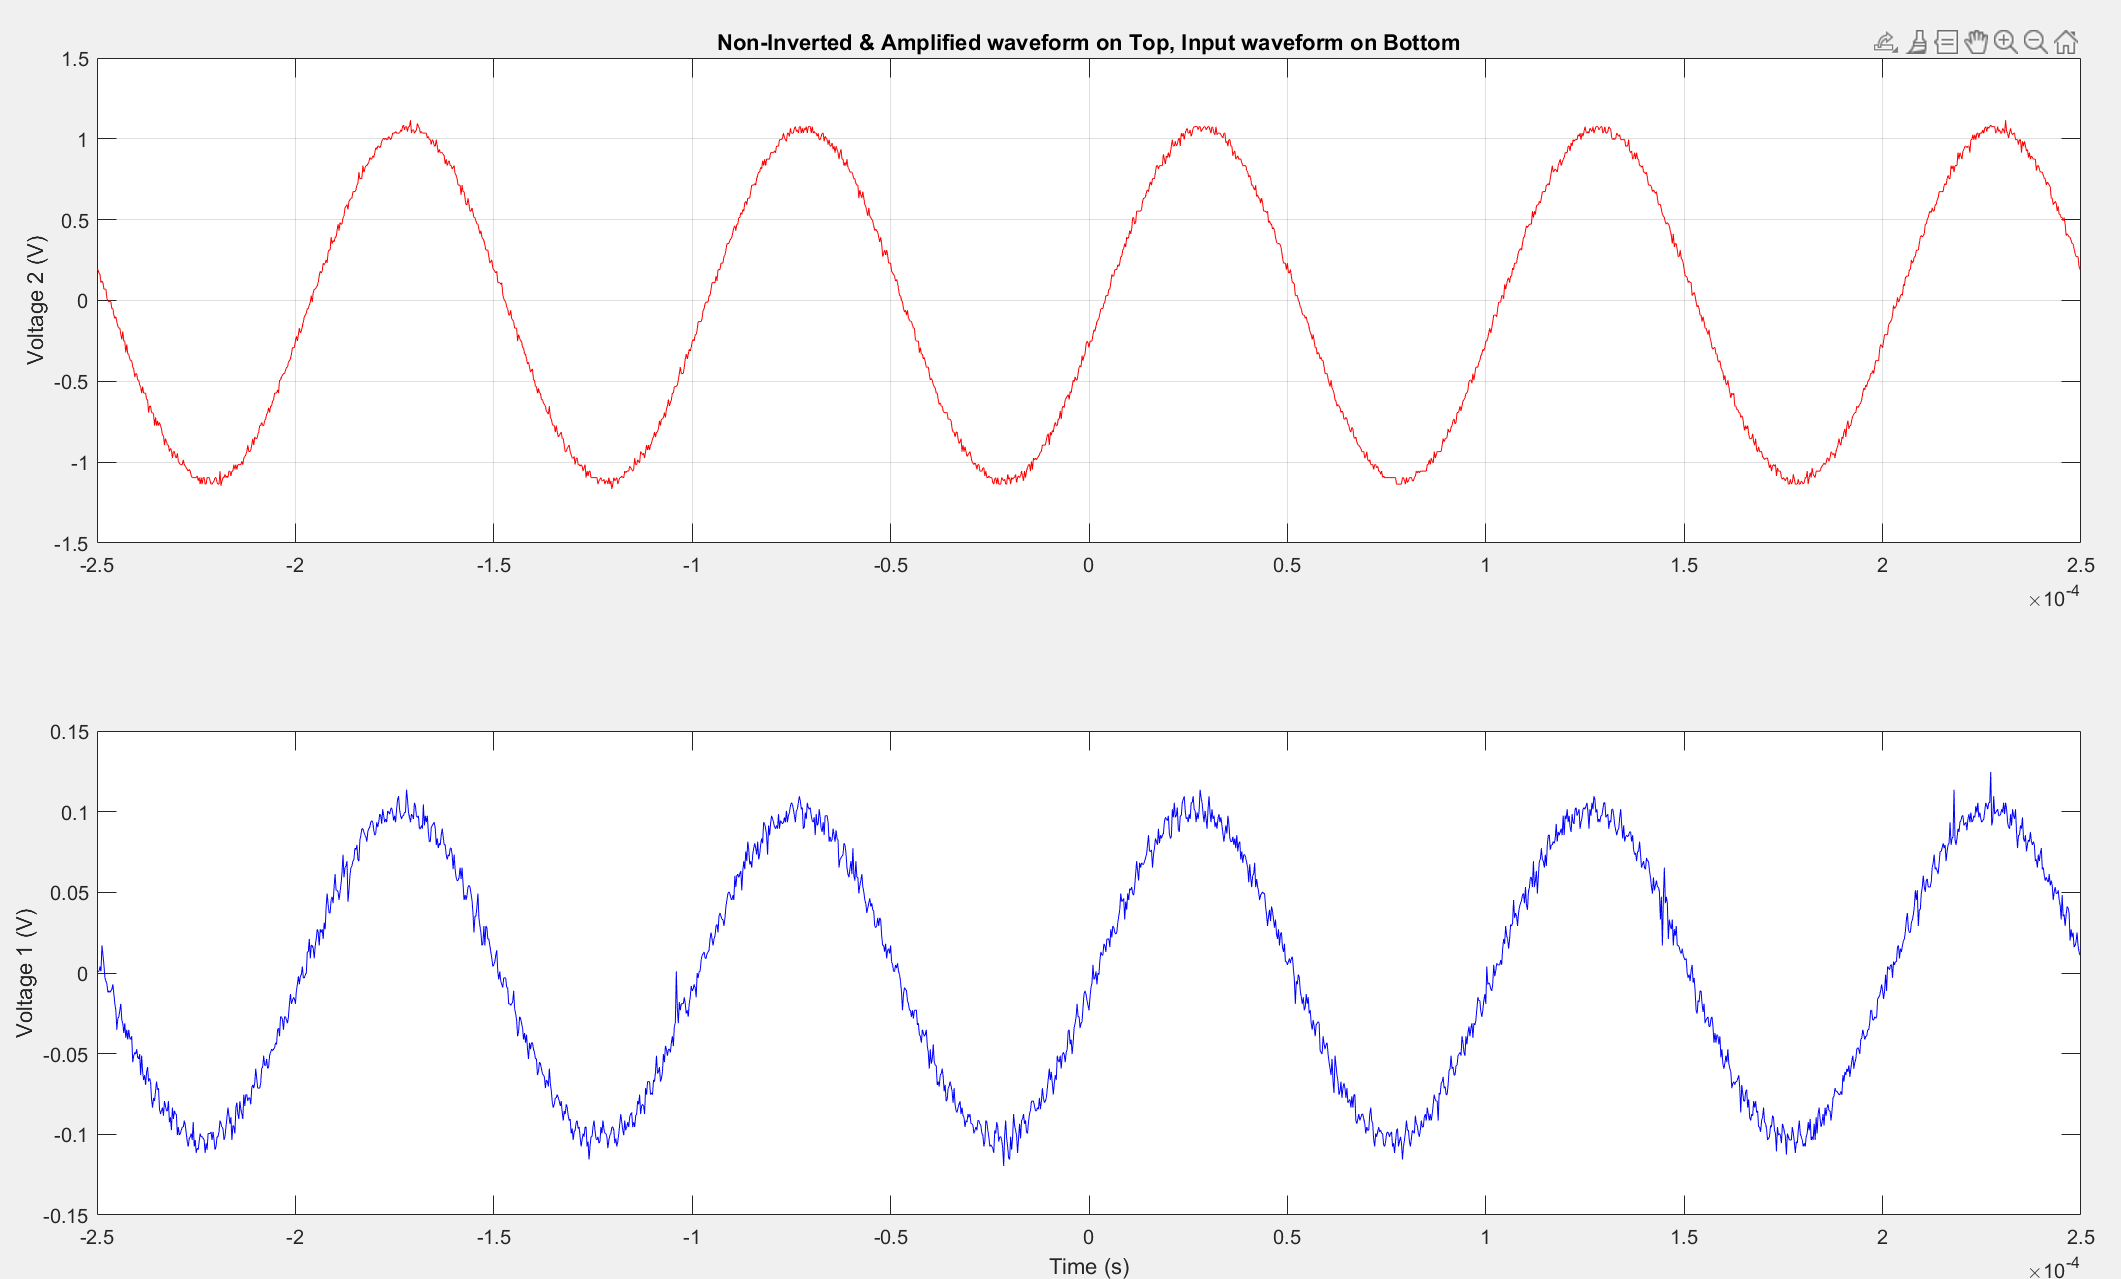 Non-Inverted & Amplified waveform on Top, Input waveform on Bottom
1.5
1
0.5
0
-0.5
-1
-1.5
Voltage 2 (V)
-2.5 -2 -1.5 -1 -0.5 0 0.5 1 1.5 2 2.5
×10-4
0.15
0.1
0.05
0
-0.05
-0.1
-0.15
Voltage 1 (V)
-2.5 -2 -1.5 -1 -0.5 0 0.5 1 1.5 2 2.5
Time (s)
×10-4